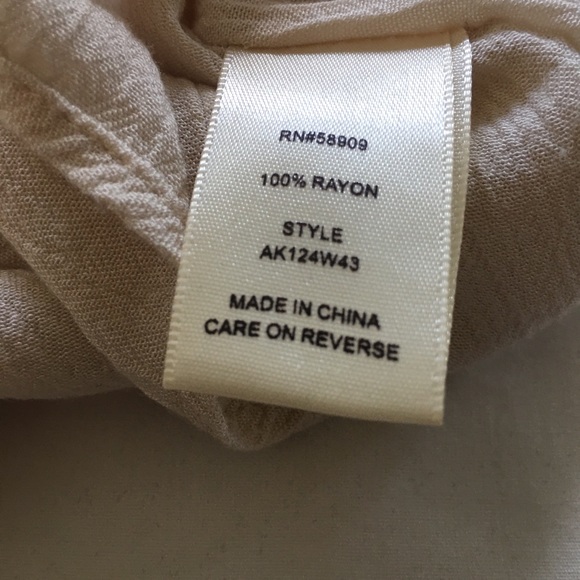 RN#58909
100% RAYON
STYLE
AK124W43
MADE IN CHINA
CARE ON REVERSE